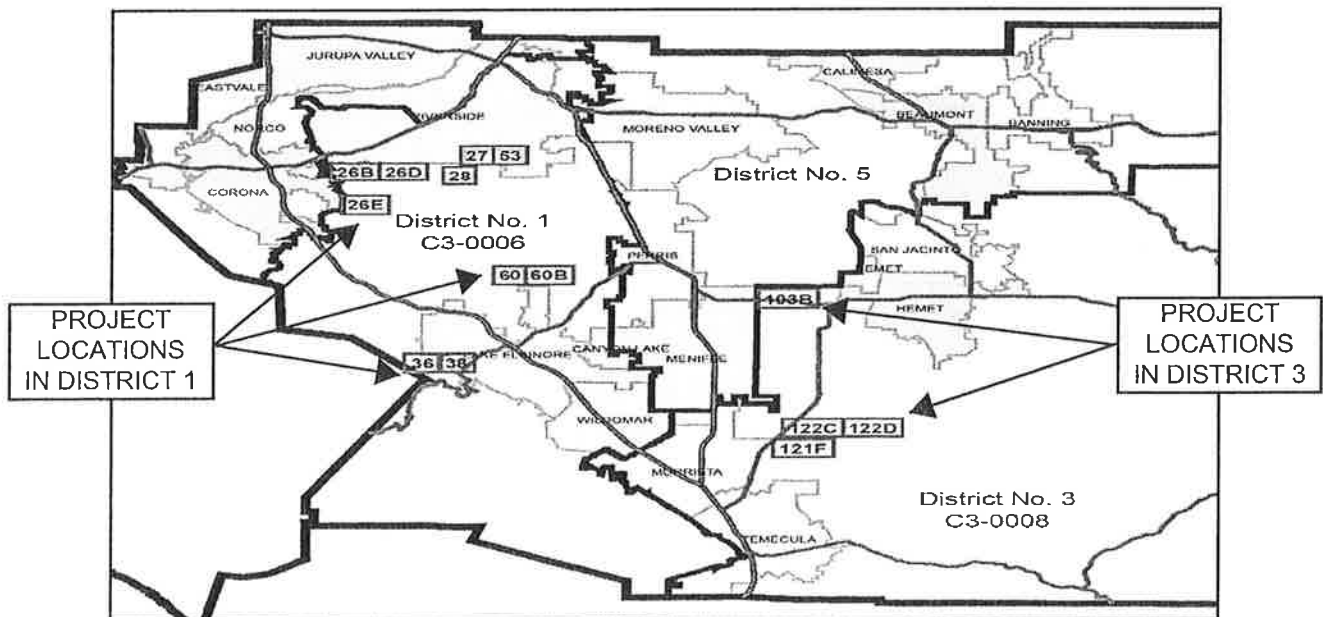 JURUPA VALLEY
EASTVALE
CALIMESA
RIVERSIDE
BEAUMONT
BANNING
NORCO
MORENO VALLEY
27 53
26B 26D
28
District No. 5
CORONA
26E
District No. 1
C3-0006
SAN JACINTO
PERRIS
EMET
60 60B
103B
HEMET
PROJECT
LOCATIONS
IN DISTRICT 1
PROJECT
LOCATIONS
IN DISTRICT 3
CANYON LAKE
36 38
AKE ELSINORE
MENIFEE
WILDOMAR
122C 122D
121F
MURRIETA
District No. 3
C3-0008
TEMECULA